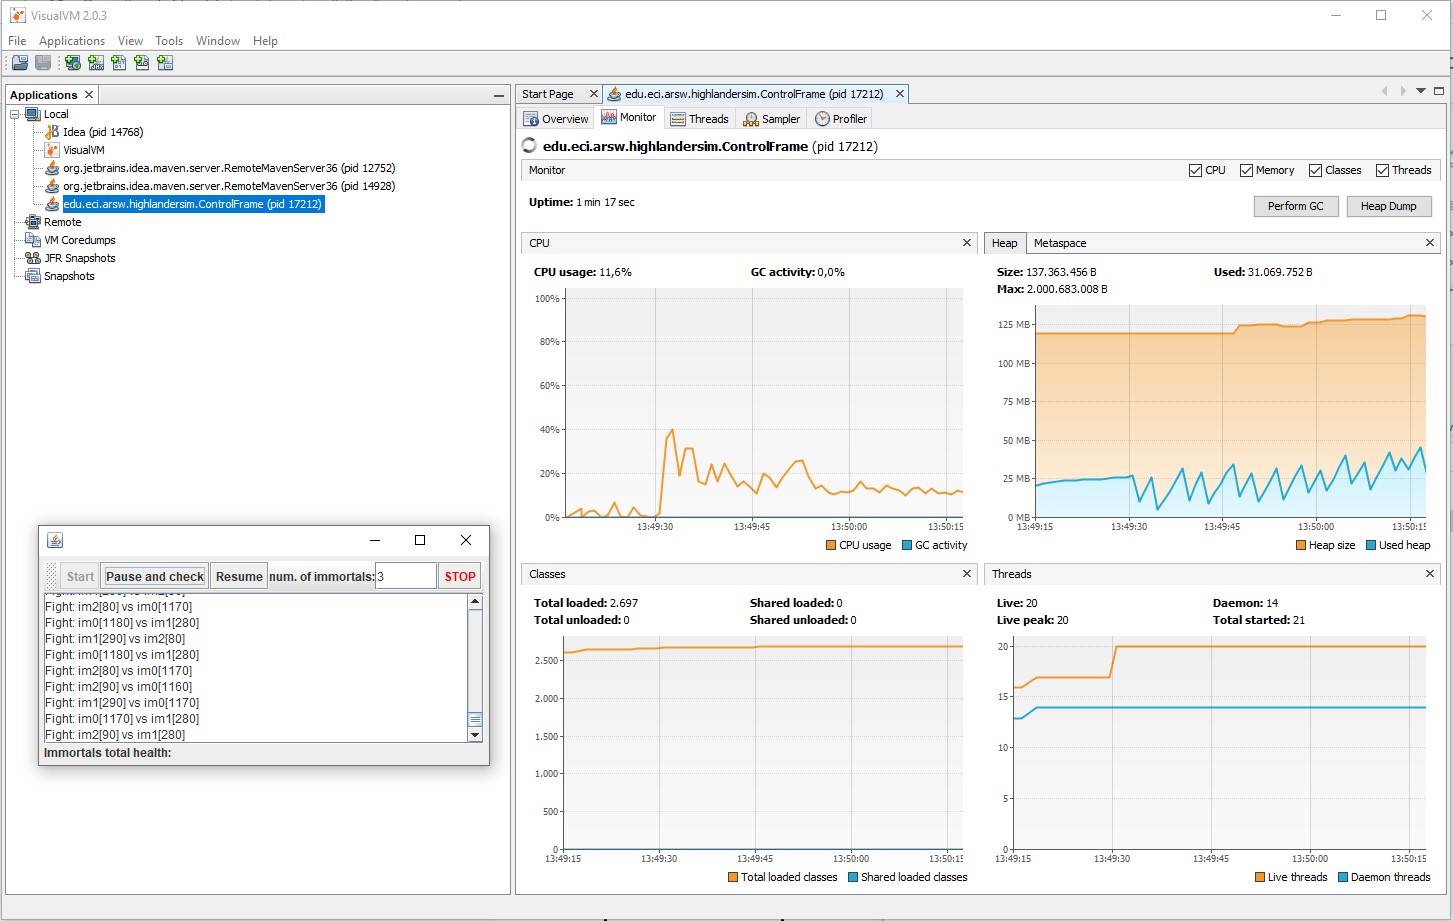 VisualVM 2.0.3
File Applications View Tools Window Help
Applications
Local
Idea (pid 14768)
VisualVM
org.jetbrains.idea.maven.server.RemoteMavenServer36 (pid 12752)
org.jetbrains.idea.maven.server.RemoteMavenServer36 (pid 14928)
edu.eci.arsw.highlandersim.ControlFrame (pid 17212)
Remote
VM Coredumps
JFR Snapshots
Snapshots
Start Page edu.eci.arsw.highlandersim.ControlFrame (pid 17212)
Overview Monitor Threads Sampler Profiler
edu.eci.arsw.highlandersim.ControlFrame (pid 17212)
Monitor CPU Memory Classes Threads
Uptime: 1 min 17 sec
Perform GC Heap Dump
CPU
CPU usage: 11,6% GC activity: 0,0%
100%
80%
60%
40%
20%
0%
13:49:30 13:49:45 13:50:00 13:50:15
CPU usage GC activity
Heap Metaspace
Size: 137.363.456 B Used: 31.069.752 B
Max: 2.000.683.008 B
125 MB
100 MB
75 MB
50 MB
25 MB
0 MB
13:49:15 13:49:30 13:49:45 13:50:00 13:50:15
Heap size Used heap
Classes
Total loaded: 2.697 Shared loaded: 0
Total unloaded: 0 Shared unloaded: 0
2.500
2.000
1.500
1.000
500
0
13:49:15 13:49:30 13:49:45 13:50:00 13:50:15
Total loaded classes Shared loaded classes
Threads
Live: 20 Daemon: 14
Live peak: 20 Total started: 21
20
15
10
5
0
13:49:15 13:49:30 13:49:45 13:50:00 13:50:15
Live threads Daemon threads
Start Pause and check Resume num. of immortals: 3 STOP
Fight: im2[80] vs im0[1170]
Fight: im0[1180] vs im1[280]
Fight: im1[290] vs im2[80]
Fight: im0[1180] vs im1[280]
Fight: im2[80] vs im0[1170]
Fight: im2[90] vs im0[1160]
Fight: im1[290] vs im0[1170]
Fight: im0[1170] vs im1[280]
Fight: im2[90] vs im1[280]
Immortals total health: